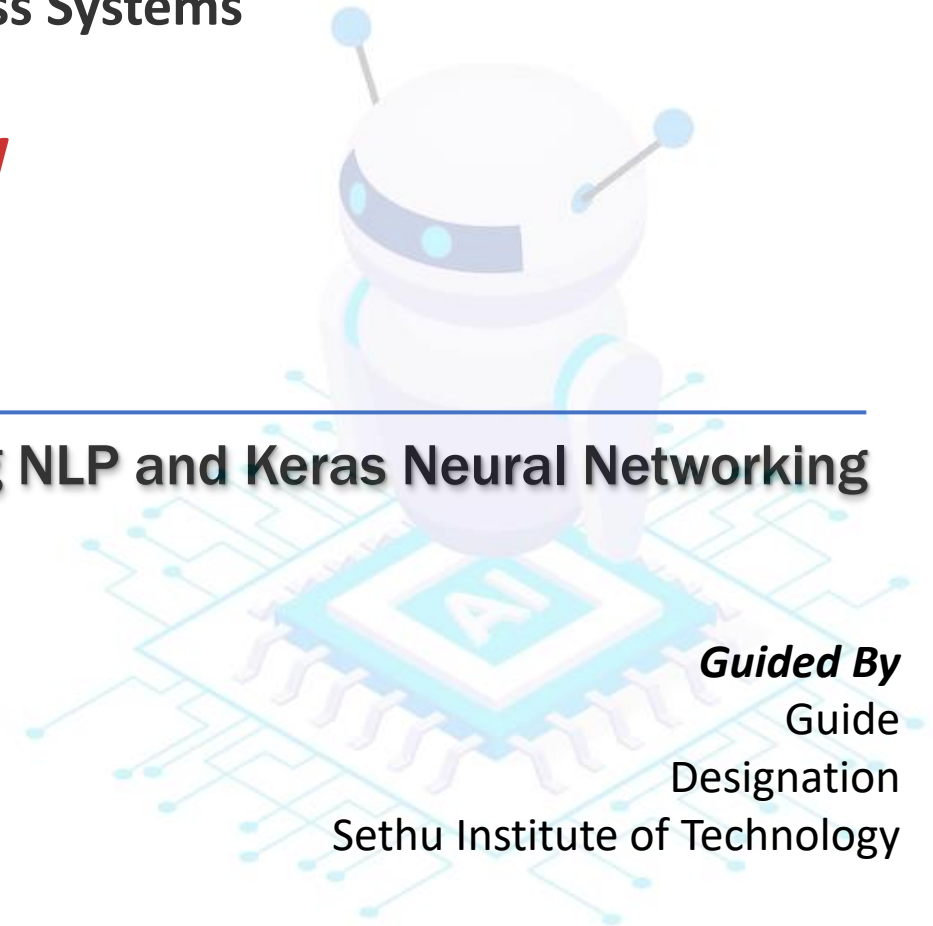 ss Systems
g NLP and Keras Neural Networking
AI
Guided By
Guide
Designation
Sethu Institute of Technology